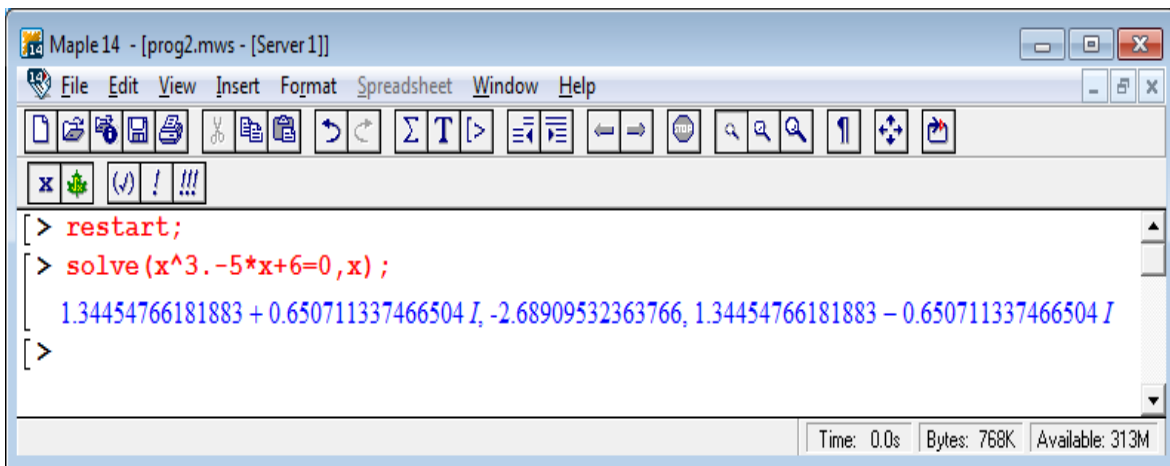 Maple 14 - [prog2.mws - [Server 1]]
File Edit View Insert Format Spreadsheet Window Help
Σ T [> STOP ¶
x (√) ! !!!
[> restart;
[> solve(x^3.-5*x+6=0,x);
1.34454766181883 + 0.650711337466504 I, -2.68909532363766, 1.34454766181883 − 0.650711337466504 I
[>
Time: 0.0s Bytes: 768K Available: 313M